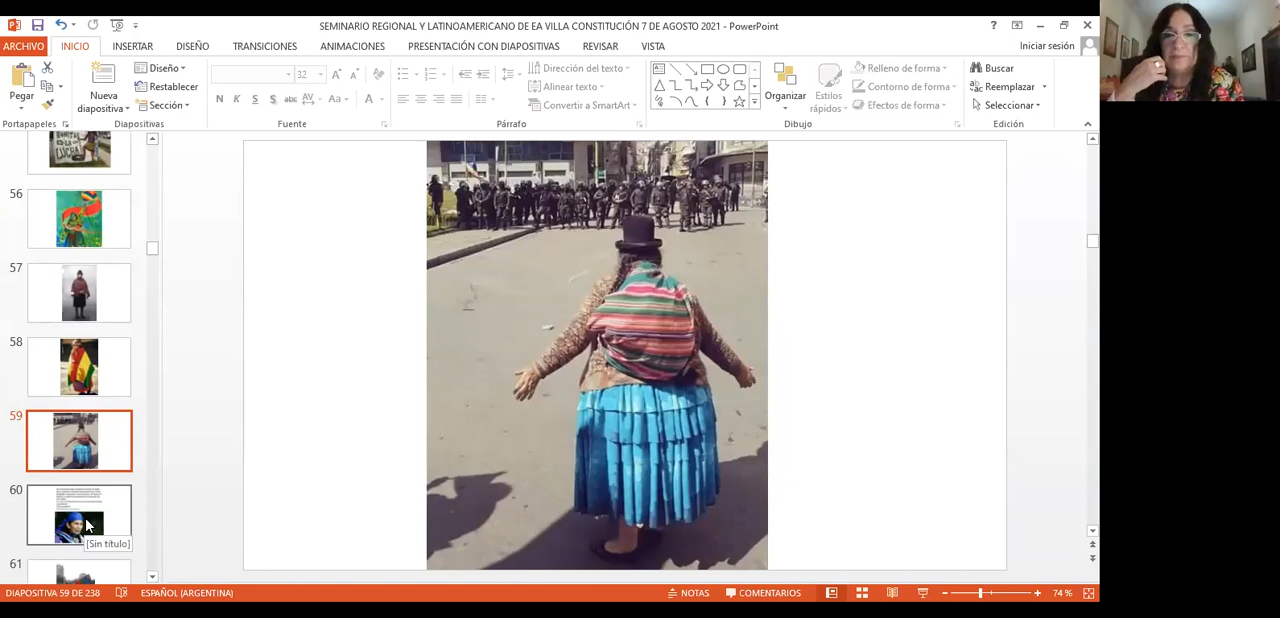 SEMINARIO REGIONAL Y LATINOAMERICANO DE EA VILLA CONSTITUCIÓN 7 DE AGOSTO 2021 - PowerPoint
ARCHIVO INICIO INSERTAR DISEÑO TRANSICIONES ANIMACIONES PRESENTACIÓN CON DIAPOSITIVAS REVISAR VISTA Iniciar sesión
Pegar
Nueva diapositiva
Diseño
Restablecer
Sección
32
N K S S abc AV Aa A
Dirección del texto
Alinear texto
Convertir a SmartArt
Organizar
Estilos rápidos
Relleno de forma
Contorno de forma
Efectos de forma
Buscar
Reemplazar
Seleccionar
Portapapeles Diapositivas Fuente Párrafo Dibujo Edición
LUCHA
56
57
58
59
60
[Sin título]
61
DIAPOSITIVA 59 DE 238 ESPAÑOL (ARGENTINA) NOTAS COMENTARIOS 74 %